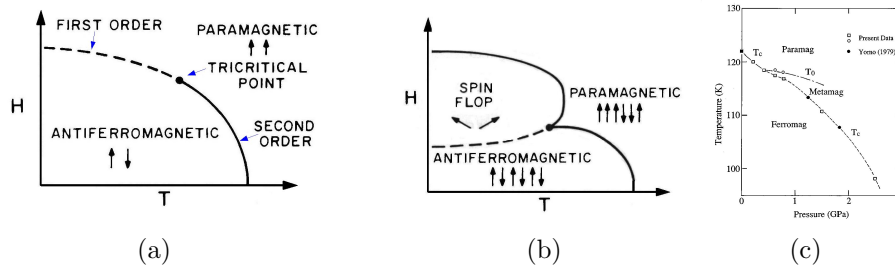 FIRST ORDER
PARAMAGNETIC
TRICRITICAL
POINT
H
ANTIFERROMAGNETIC
SECOND
ORDER
T
(a)
H
SPIN
FLOP
PARAMAGNETIC
ANTIFERROMAGNETIC
T
(b)
130
120
110
100
Temperature (K)
Tc
Paramag
Present Data
Yomo (1979)
T0
Metamag
Ferromag
Tc
0
1
2
Pressure (GPa)
(c)